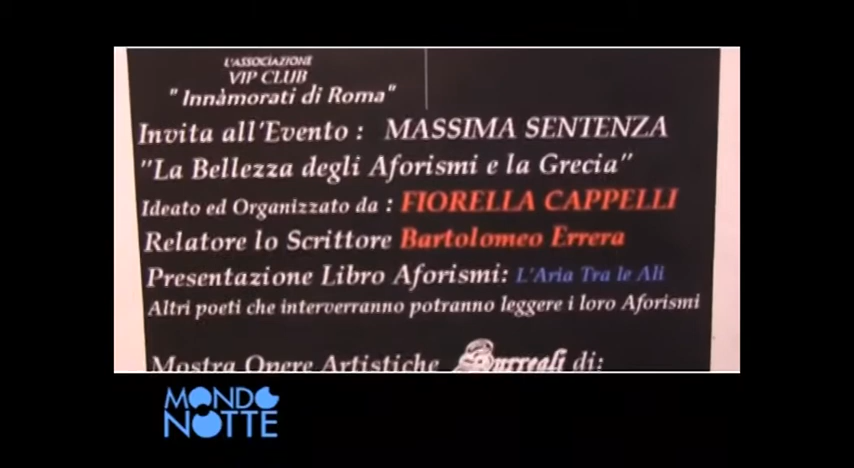 L'ASSOCIAZIONE
VIP CLUB
"Innamorati di Roma"
Invita all'Evento : MASSIMA SENTENZA
"La Bellezza degli Aforismi e la Grecia"
Ideato ed Organizzato da : FIORELLA CAPPELLI
Relatore lo Scrittore Bartolomeo Errera
Presentazione Libro Aforismi: L'Aria Tra le Ali
Altri poeti che interverranno potranno leggere i loro Aforismi
Mostra Opere Artistiche Surreali di:
MONDO
NOTTE